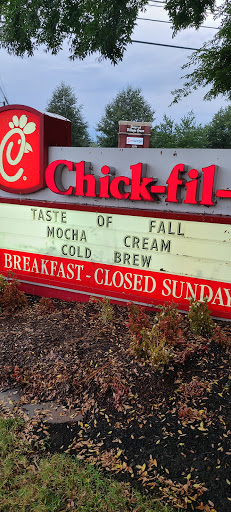 Chick-fil-
TASTE OF FALL
MOCHA CREAM
COLD BREW
BREAKFAST - CLOSED SUNDAY